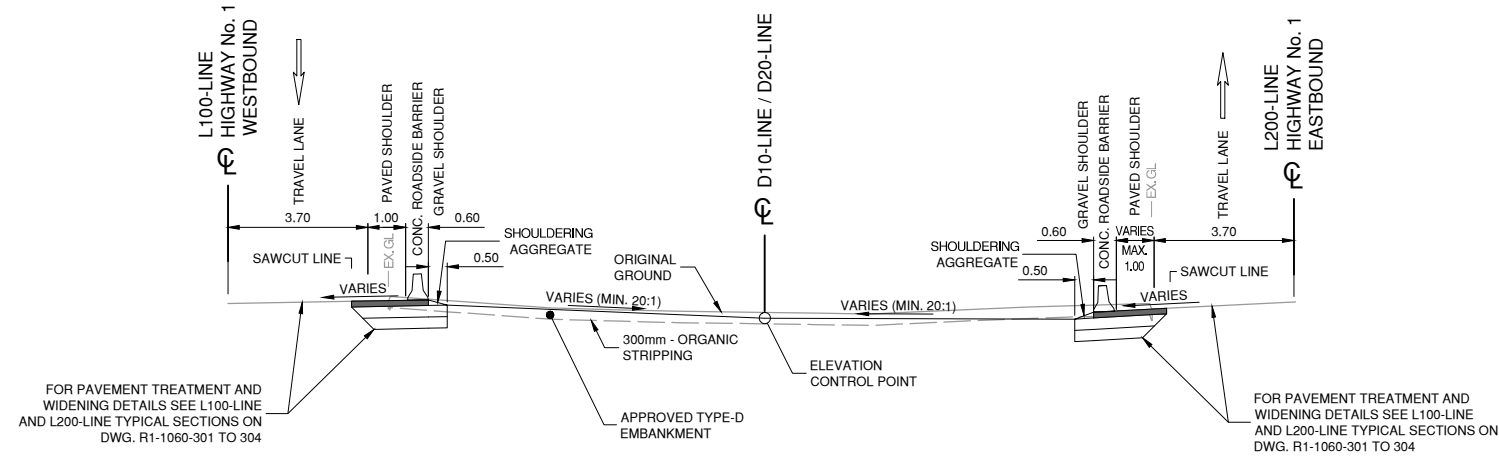 L100-LINE
HIGHWAY No. 1
WESTBOUND
℄
TRAVEL LANE
PAVED SHOULDER
EX. GL
CONC. ROADSIDE BARRIER
GRAVEL SHOULDER
3.70
1.00
0.60
SAWCUT LINE
SHOULDERING
AGGREGATE
0.50
VARIES
ORIGINAL
GROUND
VARIES (MIN. 20:1)
300mm - ORGANIC
STRIPPING
APPROVED TYPE-D
EMBANKMENT
FOR PAVEMENT TREATMENT AND
WIDENING DETAILS SEE L100-LINE
AND L200-LINE TYPICAL SECTIONS ON
DWG. R1-1060-301 TO 304
℄ D10-LINE / D20-LINE
VARIES (MIN. 20:1)
ELEVATION
CONTROL POINT
GRAVEL SHOULDER
CONC. ROADSIDE BARRIER
PAVED SHOULDER
EX. GL
TRAVEL LANE
L200-LINE
HIGHWAY No. 1
EASTBOUND
℄
0.60
VARIES
MAX.
1.00
3.70
SHOULDERING
AGGREGATE
0.50
SAWCUT LINE
VARIES
FOR PAVEMENT TREATMENT AND
WIDENING DETAILS SEE L100-LINE
AND L200-LINE TYPICAL SECTIONS ON
DWG. R1-1060-301 TO 304